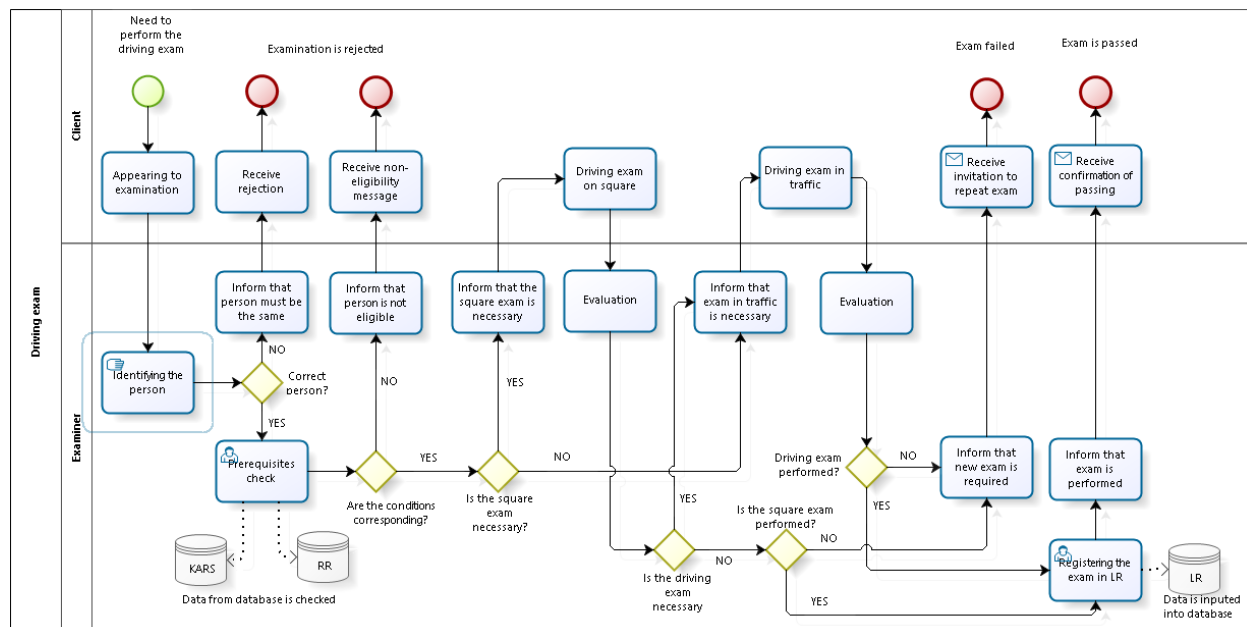 Driving exam
Client
Examiner
Need to
perform the
driving exam
Examination is rejected
Exam failed
Exam is passed
Appearing to
examination
Receive
rejection
Receive non-
eligibility
message
Driving exam
on square
Driving exam in
traffic
Receive
invitation to
repeat exam
Receive
confirmation of
passing
Inform that
person must be
the same
Inform that
person is not
eligible
Inform that the
square exam is
necessary
Evaluation
Inform that
exam in traffic
is necessary
Evaluation
Identifying the
person
NO
Correct
person?
YES
NO
YES
Prerequisites
check
YES
Are the conditions
corresponding?
NO
Is the square
exam necessary?
YES
Driving exam
performed?
NO
YES
Inform that
new exam is
required
Inform that
exam is
performed
Is the square exam
performed?
NO
Is the driving
exam
necessary
NO
YES
Registering the
exam in LR
KARS
RR
Data from database is checked
LR
Data is inputed
into database